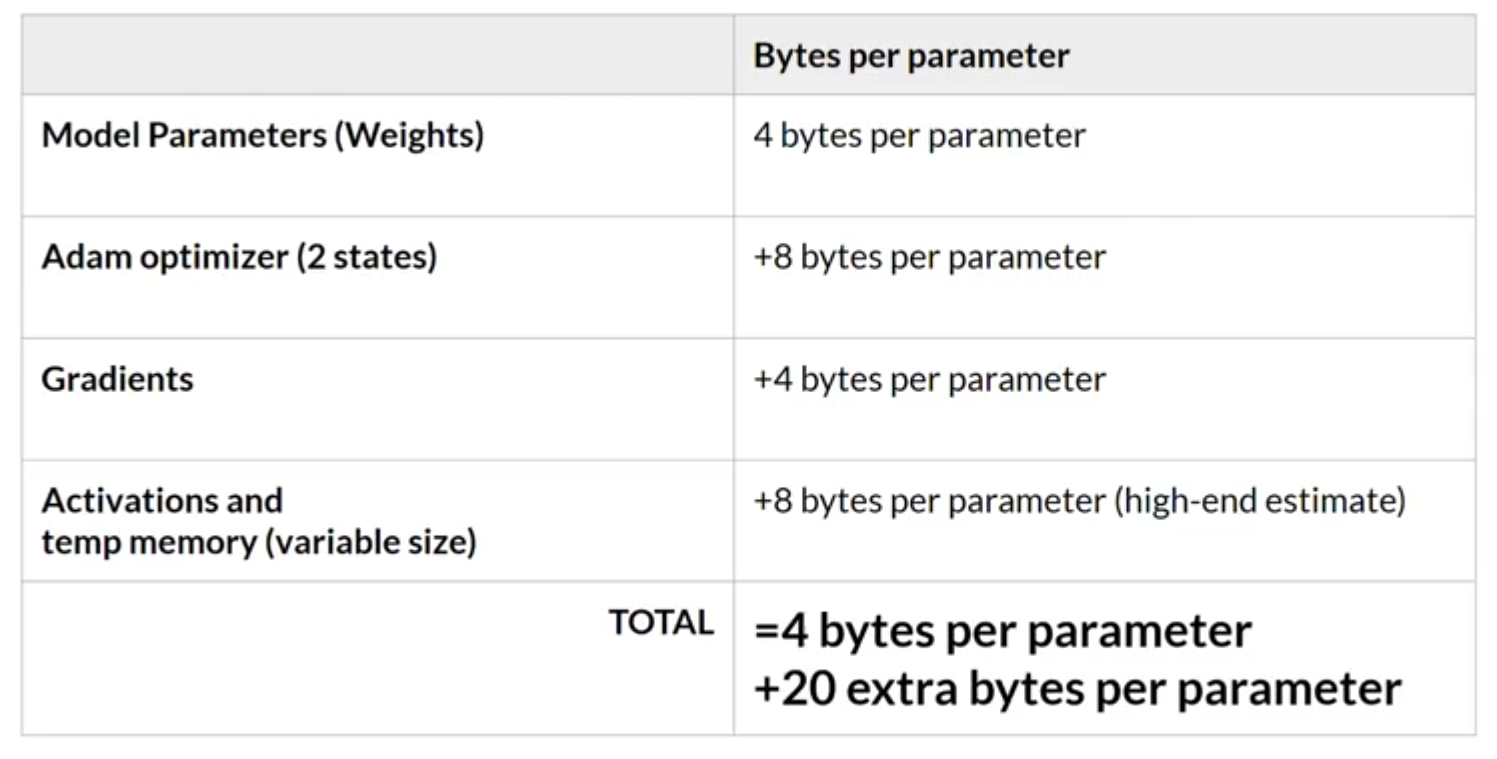 Bytes per parameter
Model Parameters (Weights)
4 bytes per parameter
Adam optimizer (2 states)
+8 bytes per parameter
Gradients
+4 bytes per parameter
Activations and
temp memory (variable size)
+8 bytes per parameter (high-end estimate)
TOTAL
=4 bytes per parameter
+20 extra bytes per parameter